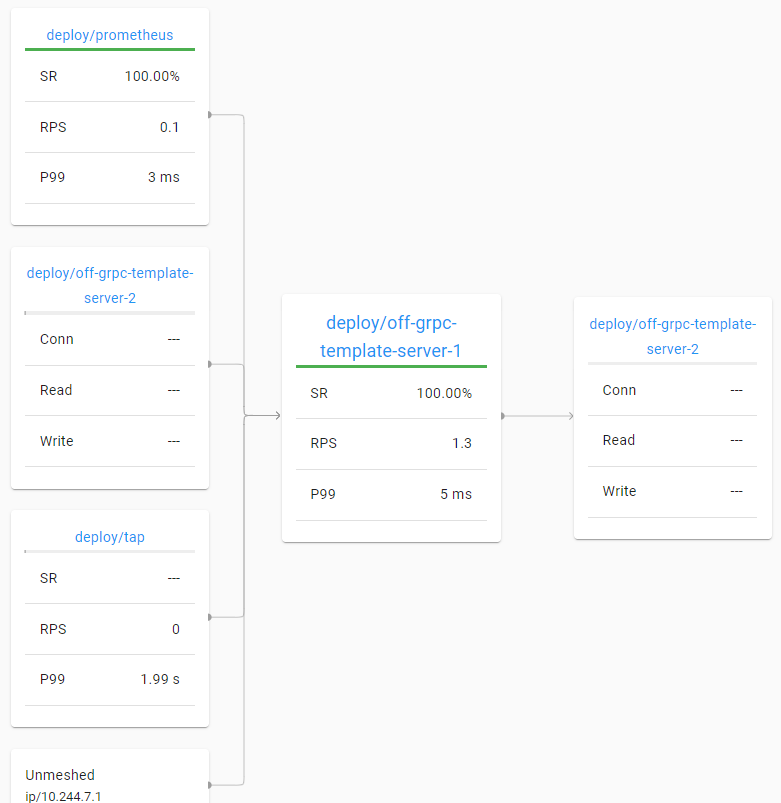 deploy/prometheus
SR 100.00%
RPS 0.1
P99 3 ms
deploy/off-grpc-template-
server-2
Conn ---
Read ---
Write ---
deploy/tap
SR ---
RPS 0
P99 1.99 s
Unmeshed
ip/10.244.7.1
deploy/off-grpc-
template-server-1
SR 100.00%
RPS 1.3
P99 5 ms
deploy/off-grpc-template-
server-2
Conn ---
Read ---
Write ---